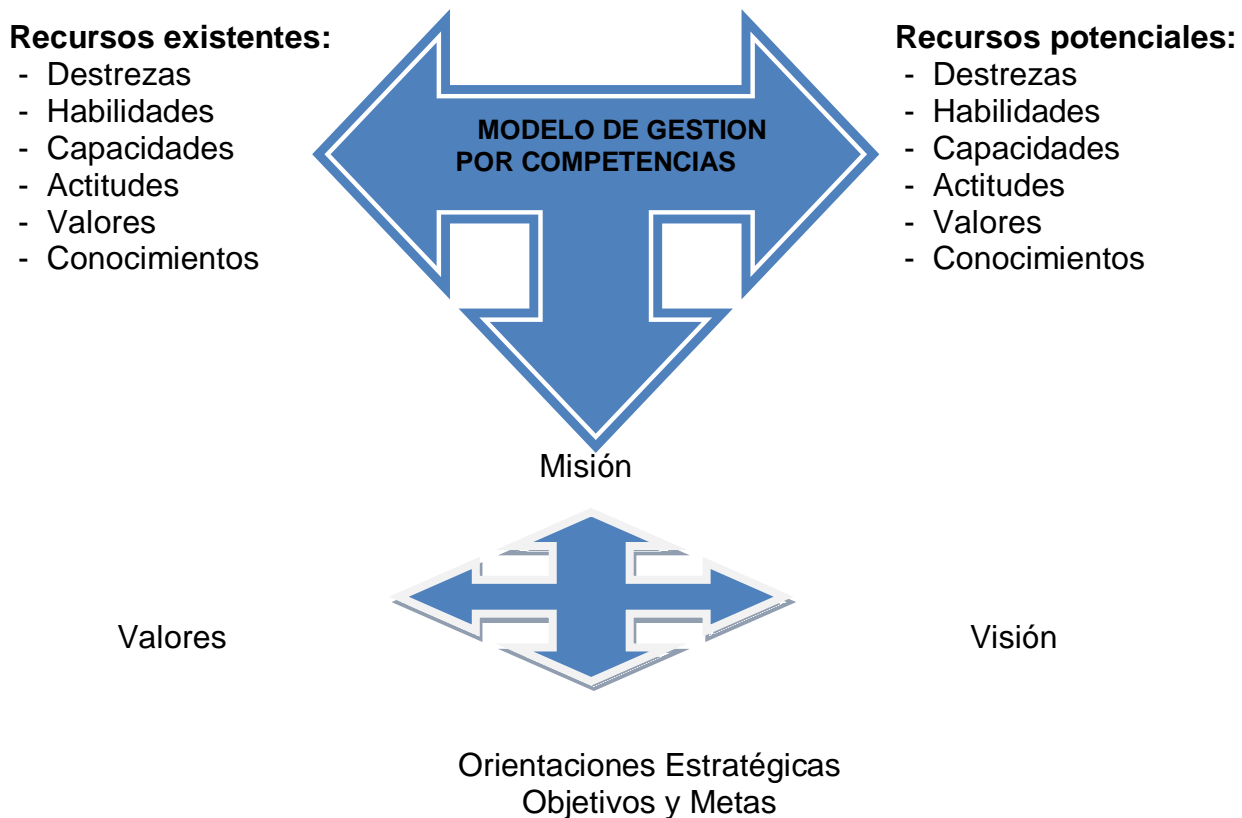 Recursos existentes:
- Destrezas
- Habilidades
- Capacidades
- Actitudes
- Valores
- Conocimientos
MODELO DE GESTION
POR COMPETENCIAS
Recursos potenciales:
- Destrezas
- Habilidades
- Capacidades
- Actitudes
- Valores
- Conocimientos
Misión
Valores
Visión
Orientaciones Estratégicas
Objetivos y Metas